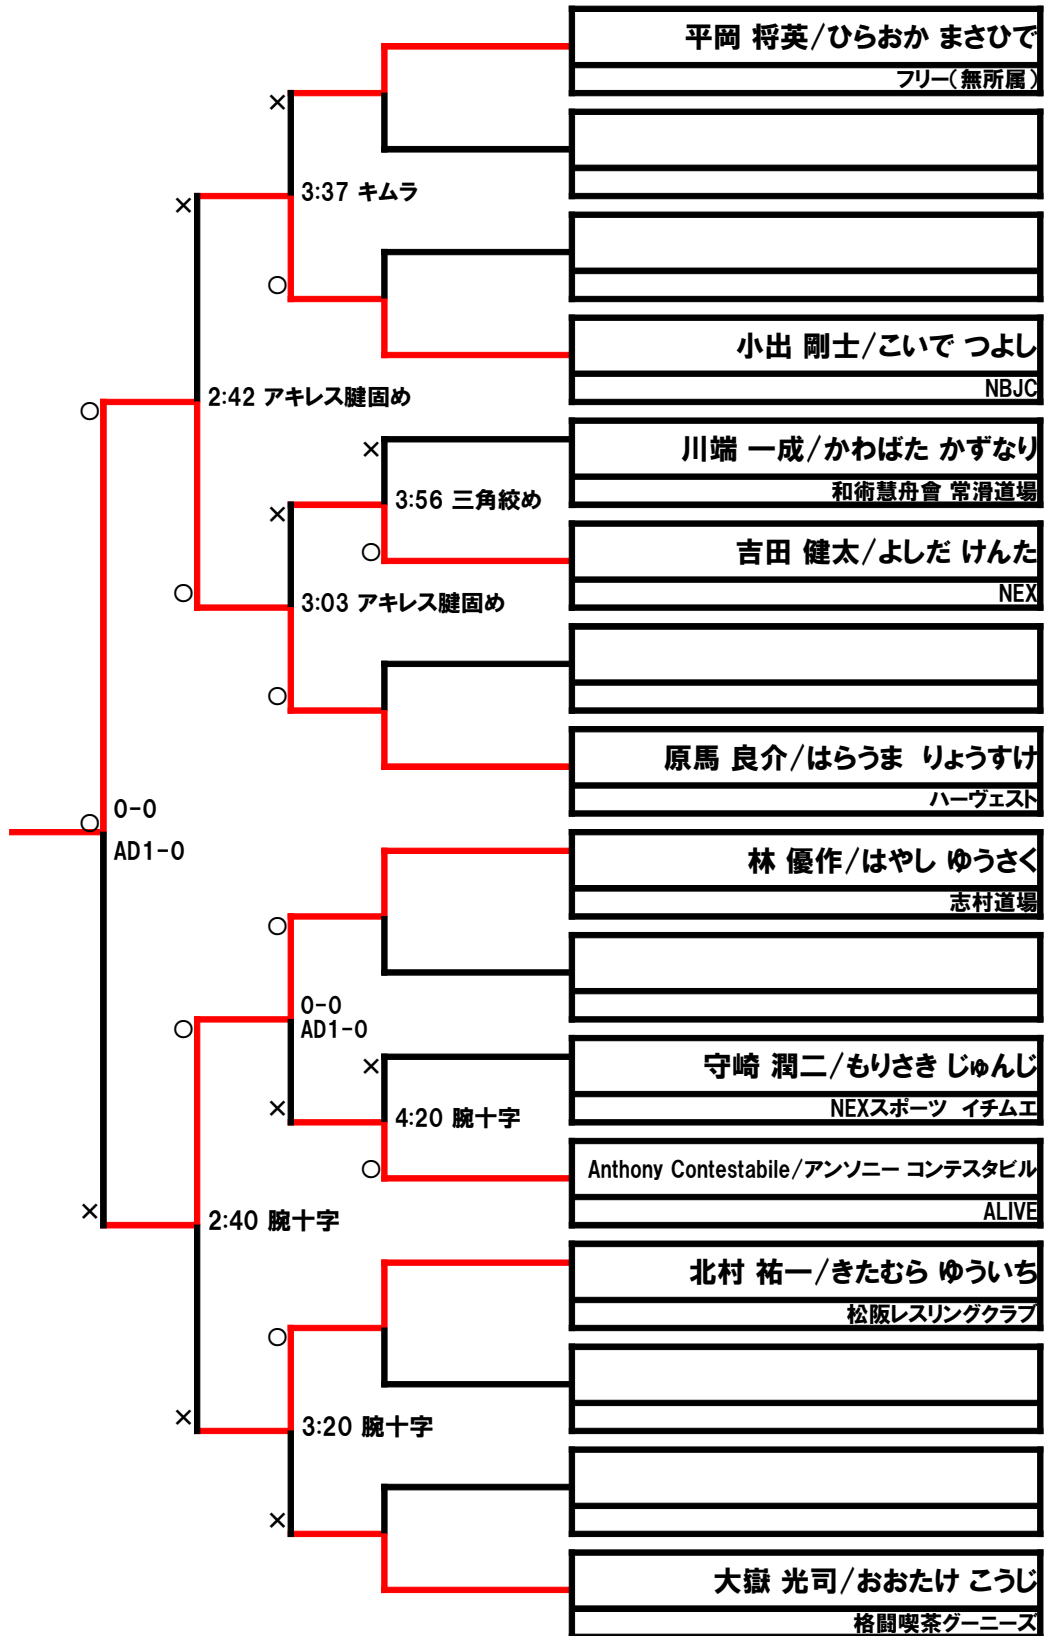 平岡 将英/ひらおか まさひで
フリー(無所属)
×
3:37 キムラ
×
○
小出 剛士/こいで つよし
NBJC
2:42 アキレス腱固め
○
川端 一成/かわばた かずなり
×
和術慧舟會 常滑道場
3:56 三角絞め
×
吉田 健太/よしだ けんた
○
NEX
○
3:03 アキレス腱固め
○
原馬 良介/はらうま りょうすけ
ハーヴェスト
0-0
○
AD1-0
林 優作/はやし ゆうさく
志村道場
○
0-0
○
AD1-0
守崎 潤二/もりさき じゅんじ
×
NEXスポーツ イチムエ
×
4:20 腕十字
Anthony Contestabile/アンソニー コンテスタビル
○
ALIVE
×
2:40 腕十字
北村 祐一/きたむら ゆういち
松阪レスリングクラブ
○
×
3:20 腕十字
×
大嶽 光司/おおたけ こうじ
格闘喫茶グーニーズ